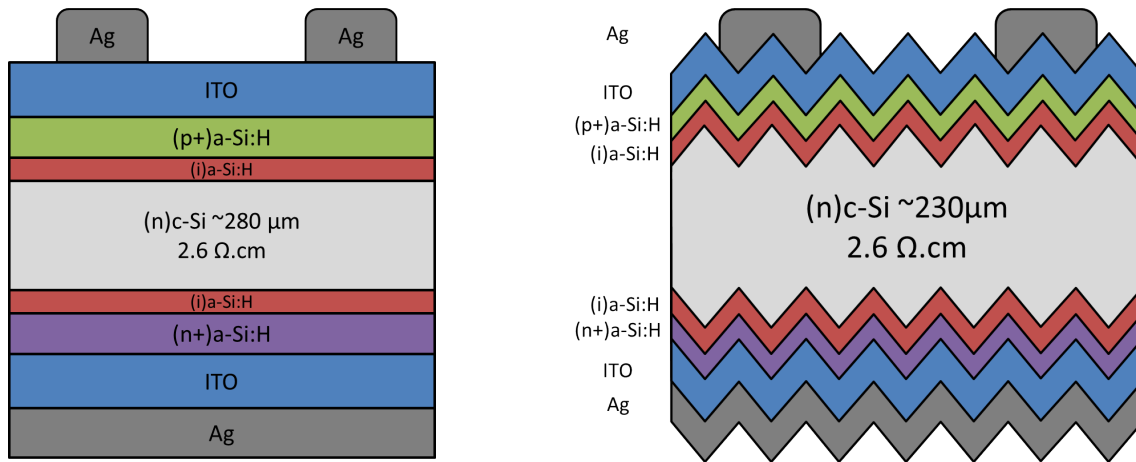 Ag
Ag
ITO
(p+)a-Si:H
(i)a-Si:H
(n)c-Si ~280 μm
2.6 Ω.cm
(i)a-Si:H
(n+)a-Si:H
ITO
Ag
Ag
ITO
(p+)a-Si:H
(i)a-Si:H
(n)c-Si ~230μm
2.6 Ω.cm
(i)a-Si:H
(n+)a-Si:H
ITO
Ag